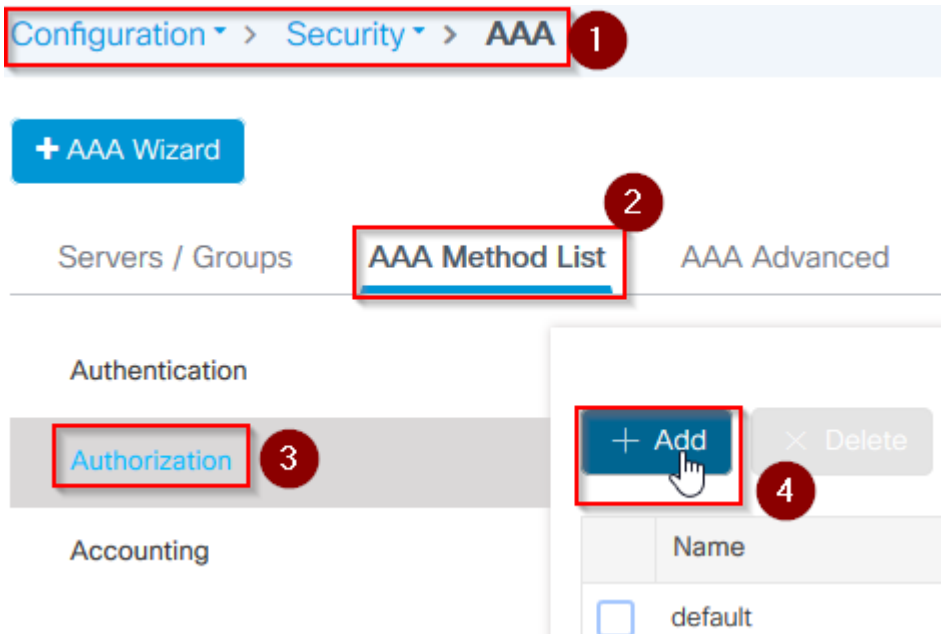 Configuration > Security > AAA 1
+ AAA Wizard
2
Servers / Groups AAA Method List AAA Advanced
Authentication
Authorization 3
+ Add × Delete
4
Accounting
Name
default